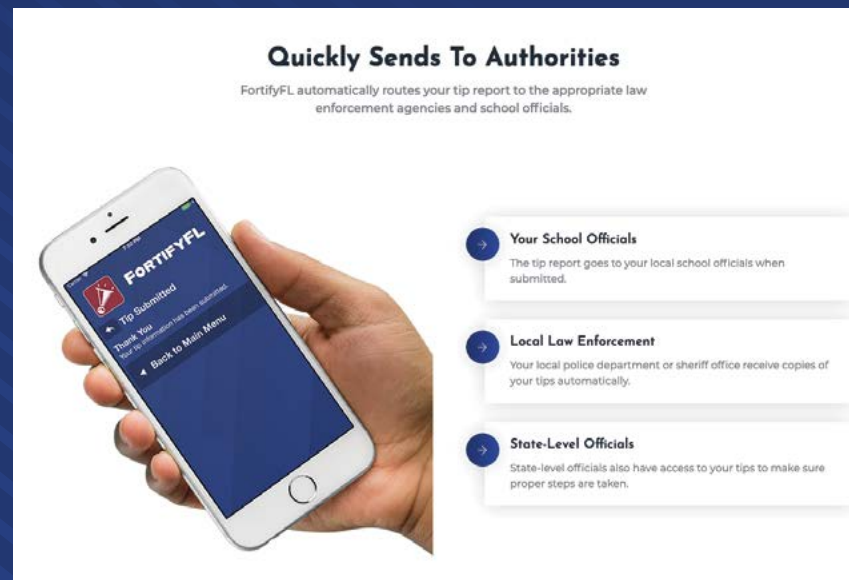 Quickly Sends To Authorities
FortifyFL automatically routes your tip report to the appropriate law
enforcement agencies and school officials.
Carrier
7:50 PM
FORTIFYFL
Tip Submitted
Thank You
Your tip information has been submitted.
Back to Main Menu
Your School Officials
The tip report goes to your local school officials when
submitted.
Local Law Enforcement
Your local police department or sheriff office receive copies of
your tips automatically.
State-Level Officials
State-level officials also have access to your tips to make sure
proper steps are taken.